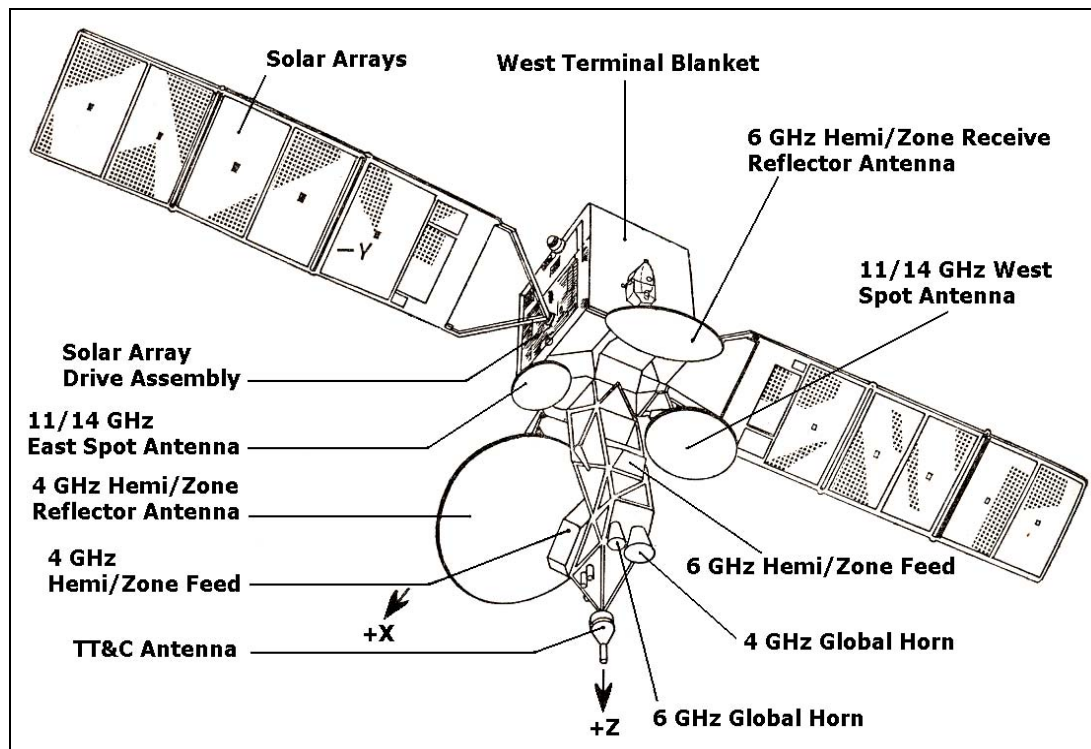 Solar Arrays
West Terminal Blanket
6 GHz Hemi/Zone Receive
Reflector Antenna
11/14 GHz West
Spot Antenna
–Y
Solar Array
Drive Assembly
11/14 GHz
East Spot Antenna
4 GHz Hemi/Zone
Reflector Antenna
4 GHz
Hemi/Zone Feed
+X
TT&C Antenna
6 GHz Hemi/Zone Feed
4 GHz Global Horn
+Z
6 GHz Global Horn